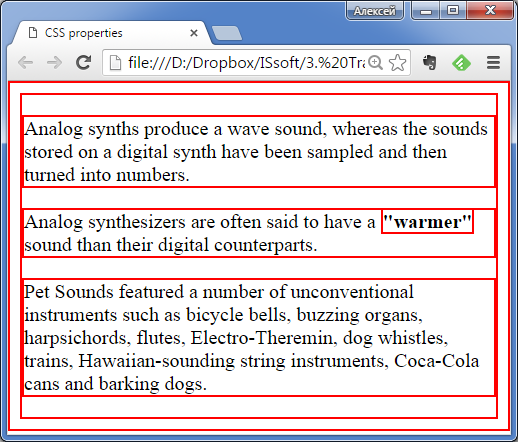 Алексей
CSS properties
file:///D:/Dropbox/ISsoft/3.%20Tra
Analog synths produce a wave sound, whereas the sounds
stored on a digital synth have been sampled and then
turned into numbers.
Analog synthesizers are often said to have a "warmer"
sound than their digital counterparts.
Pet Sounds featured a number of unconventional
instruments such as bicycle bells, buzzing organs,
harpsichords, flutes, Electro-Theremin, dog whistles,
trains, Hawaiian-sounding string instruments, Coca-Cola
cans and barking dogs.